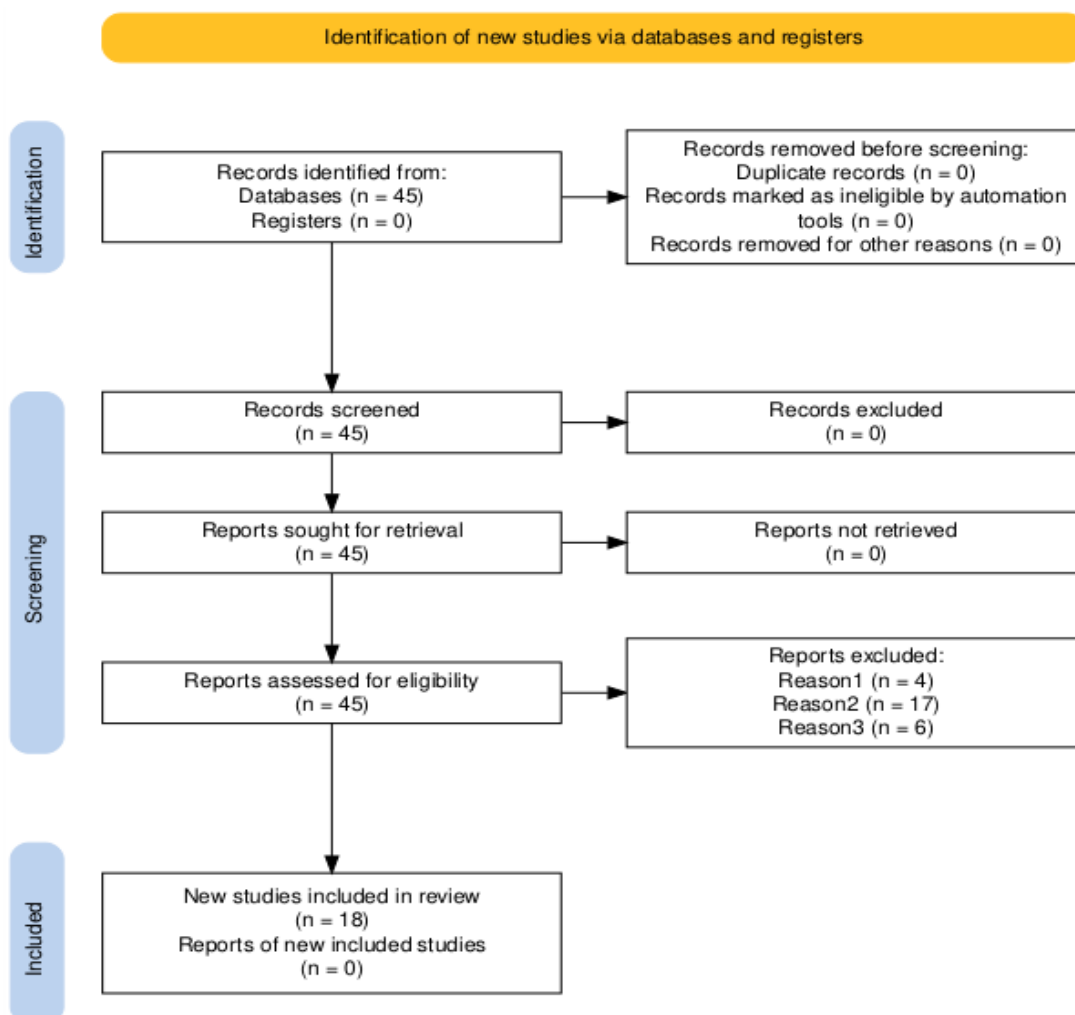 Identification of new studies via databases and registers
Identification
Records identified from:
Databases (n = 45)
Registers (n = 0)
Records removed before screening:
Duplicate records (n = 0)
Records marked as ineligible by automation
tools (n = 0)
Records removed for other reasons (n = 0)
Screening
Records screened
(n = 45)
Records excluded
(n = 0)
Reports sought for retrieval
(n = 45)
Reports not retrieved
(n = 0)
Reports assessed for eligibility
(n = 45)
Reports excluded:
Reason1 (n = 4)
Reason2 (n = 17)
Reason3 (n = 6)
Included
New studies included in review
(n = 18)
Reports of new included studies
(n = 0)